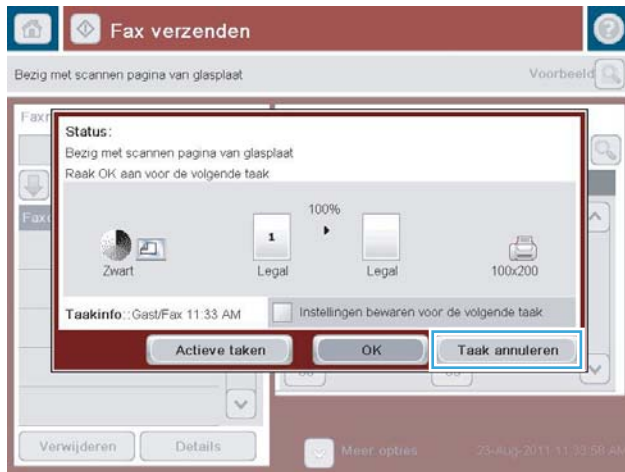 Fax verzenden
Bezig met scannen pagina van glasplaat
Voorbeeld
Faxn
Status:
Bezig met scannen pagina van glasplaat
Raak OK aan voor de volgende taak
100%
1
Zwart
Legal
Legal
100x200
Taakinfo::Gast/Fax 11:33 AM
Instellingen bewaren voor de volgende taak
Actieve taken
OK
Taak annuleren
Verwijderen
Details
Meer opties
23-Aug-2011 11:33:58 AM